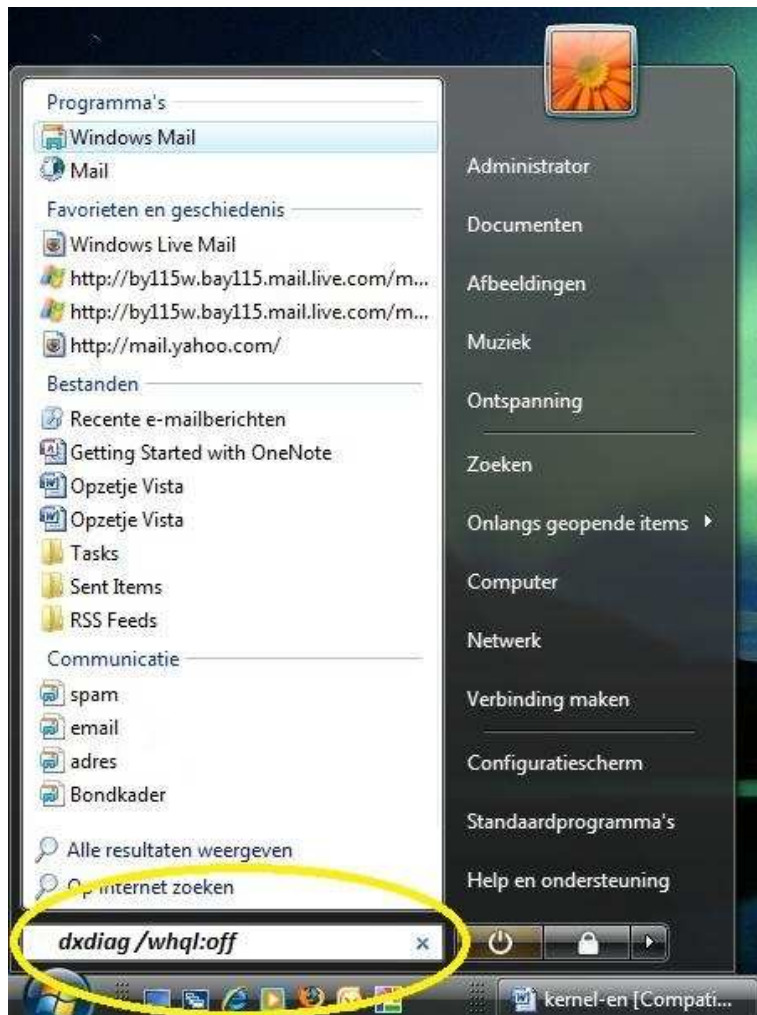 Programma's
Windows Mail
Mail
Favorieten en geschiedenis
Windows Live Mail
http://by115w.bay115.mail.live.com/m...
http://by115w.bay115.mail.live.com/m...
http://mail.yahoo.com/
Bestanden
Recente e-mailberichten
Getting Started with OneNote
Opzetje Vista
Opzetje Vista
Tasks
Sent Items
RSS Feeds
Communicatie
spam
email
adres
Bondkader
Alle resultaten weergeven
Op internet zoeken
dxdiag /whql:off
Administrator
Documenten
Afbeeldingen
Muziek
Ontspanning
Zoeken
Onlangs geopende items
Computer
Netwerk
Verbinding maken
Configuratiescherm
Standaardprogramma's
Help en ondersteuning
kernel-en [Compati...